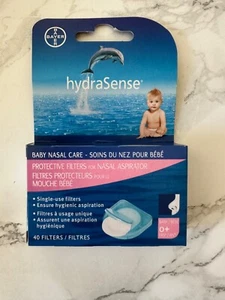 BAYER
hydraSense
BABY NASAL CARE - SOINS DU NEZ POUR BÉBÉ
PROTECTIVE FILTERS FOR NASAL ASPIRATOR
FILTRES PROTECTEURS POUR LE
MOUCHE BÉBÉ
• Single-use filters
• Ensure hygienic aspiration
• Filtres à usage unique
• Assurent une aspiration
hygiénique
0+
40 FILTERS / FILTRES